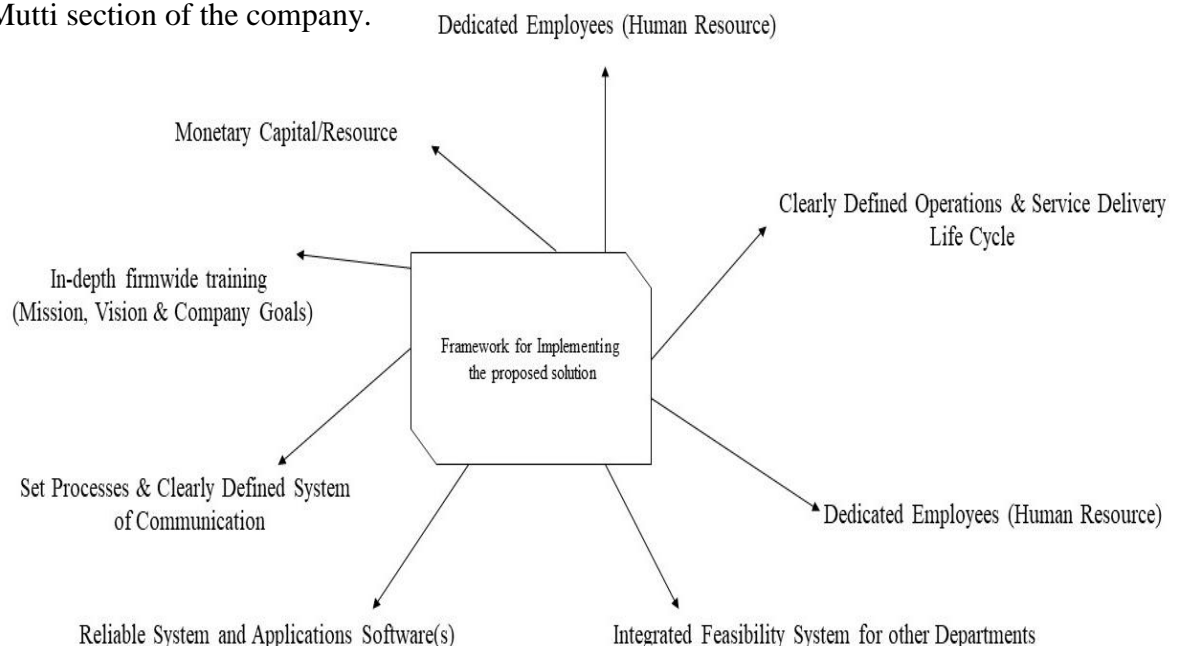 Mutti section of the company.
Dedicated Employees (Human Resource)
Monetary Capital/Resource
Clearly Defined Operations & Service Delivery
Life Cycle
In-depth firmwide training
(Mission, Vision & Company Goals)
Framework for Implementing
the proposed solution
Set Processes & Clearly Defined System
of Communication
Dedicated Employees (Human Resource)
Reliable System and Applications Software(s)
Integrated Feasibility System for other Departments